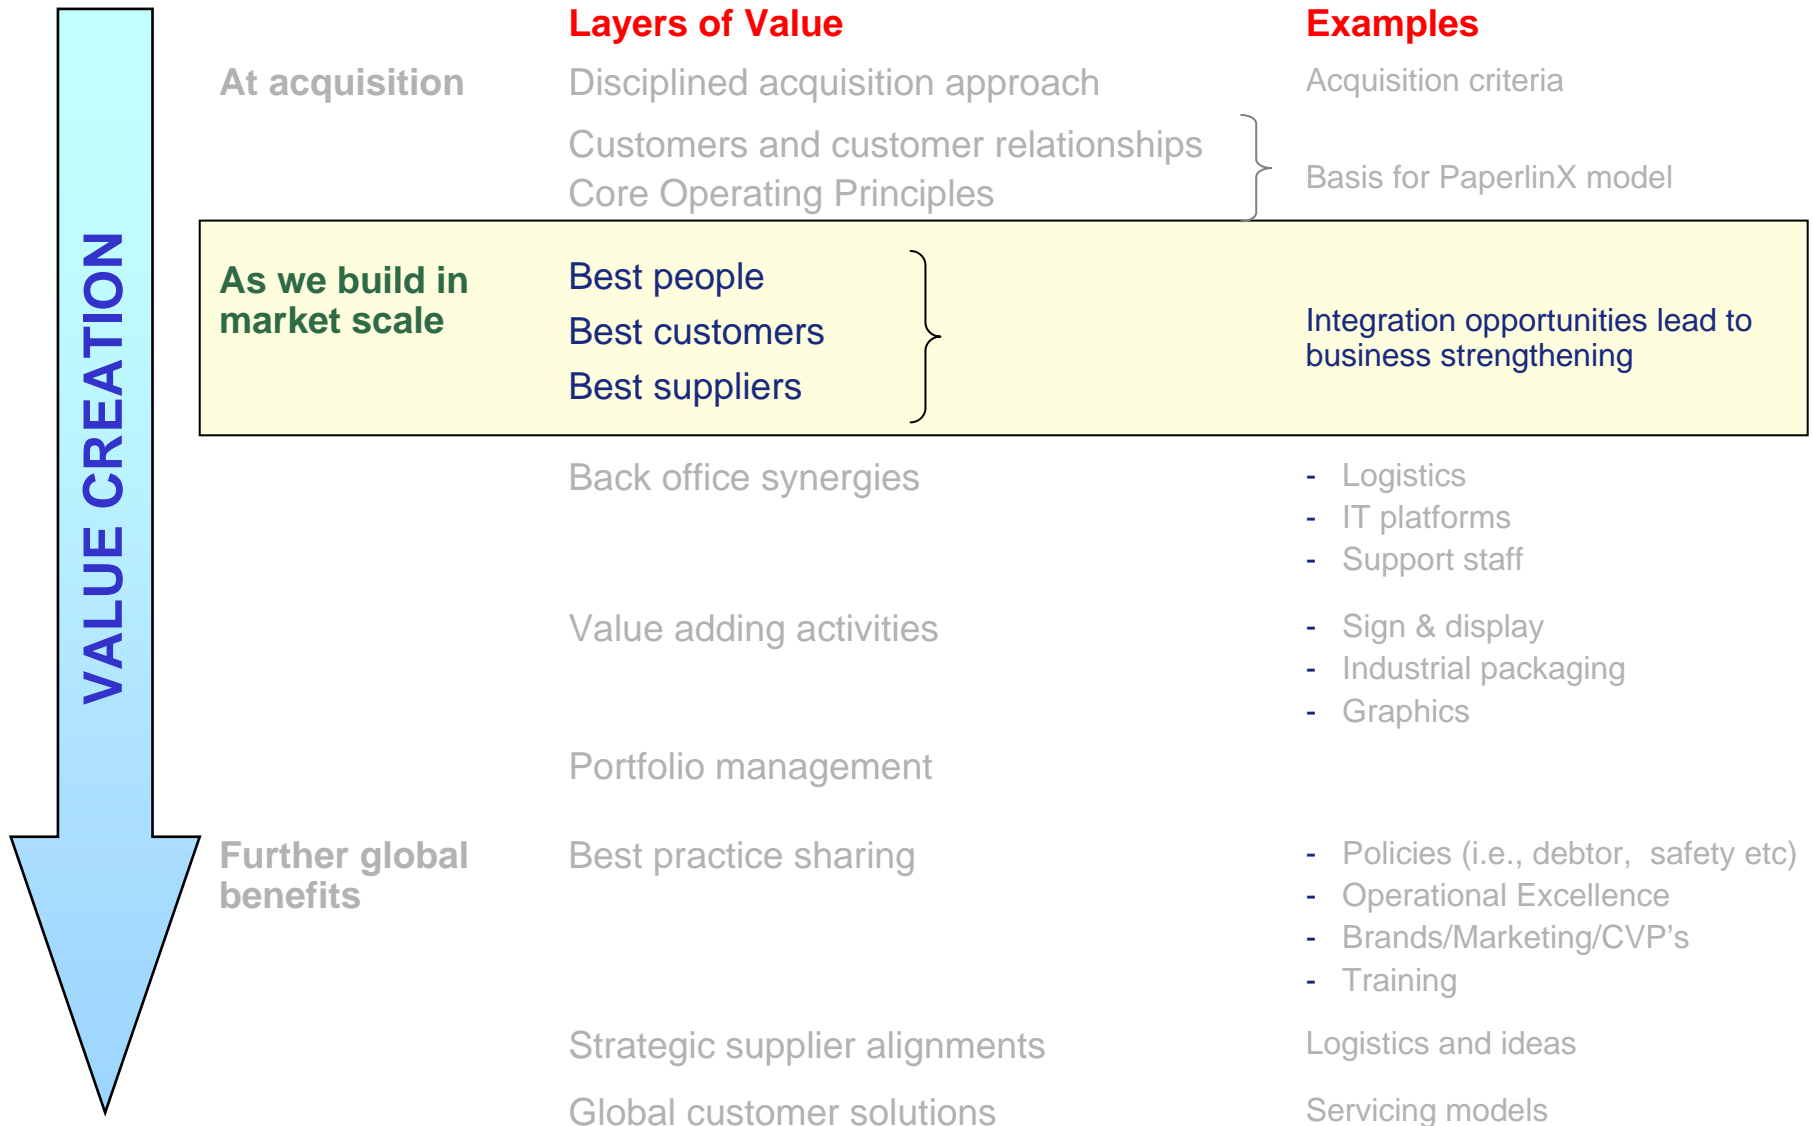 Layers of Value
Examples
At acquisition
Disciplined acquisition approach
Acquisition criteria
Customers and customer relationships
Core Operating Principles
Basis for PaperlinX model
VALUE CREATION
As we build in
market scale
Best people
Best customers
Best suppliers
Integration opportunities lead to
business strengthening
Back office synergies
- Logistics
- IT platforms
- Support staff
Value adding activities
- Sign & display
- Industrial packaging
- Graphics
Portfolio management
Further global
benefits
Best practice sharing
- Policies (i.e., debtor,  safety etc)
- Operational Excellence
- Brands/Marketing/CVP’s
- Training
Strategic supplier alignments
Logistics and ideas
Global customer solutions
Servicing models